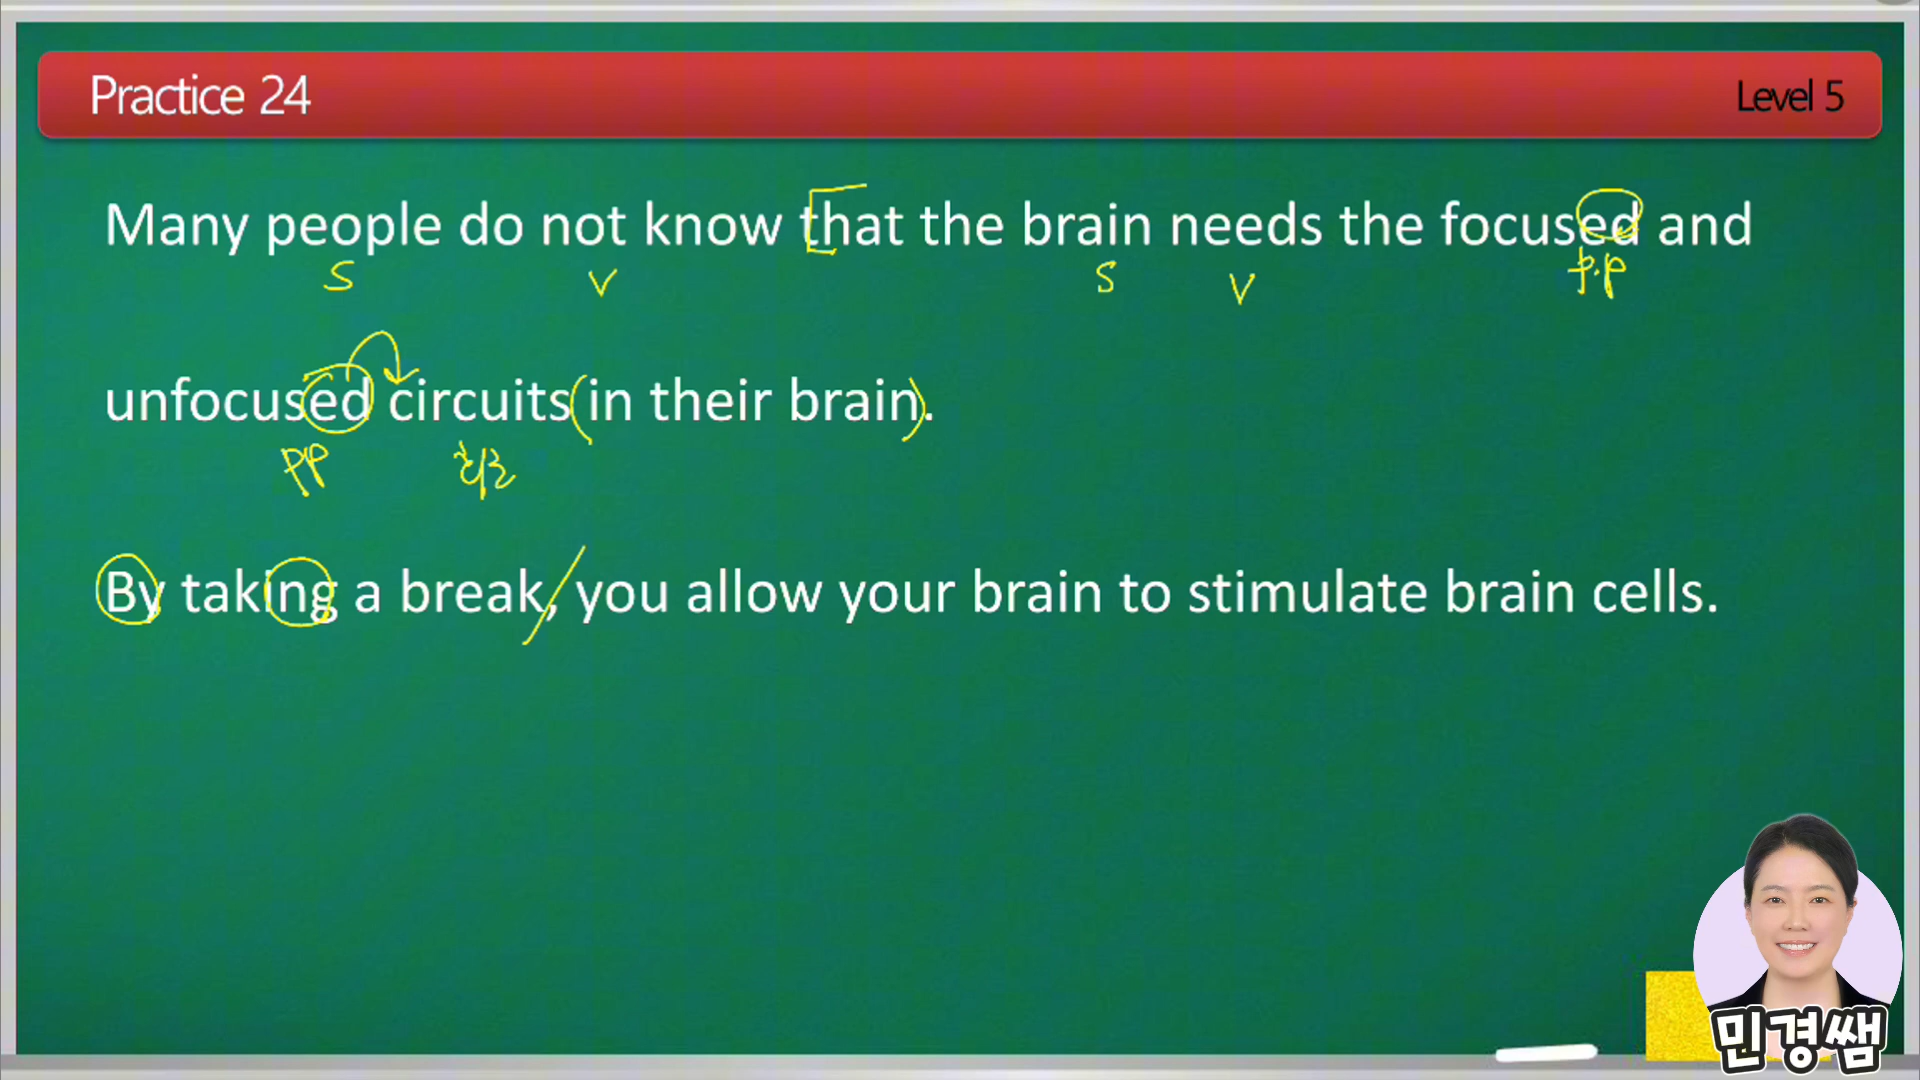 Practice 24
Level 5
Many people do not know that the brain needs the focused and
S V S V p.p
unfocused circuits (in their brain).
pp 회로
By taking a break, you allow your brain to stimulate brain cells.
민경쌤